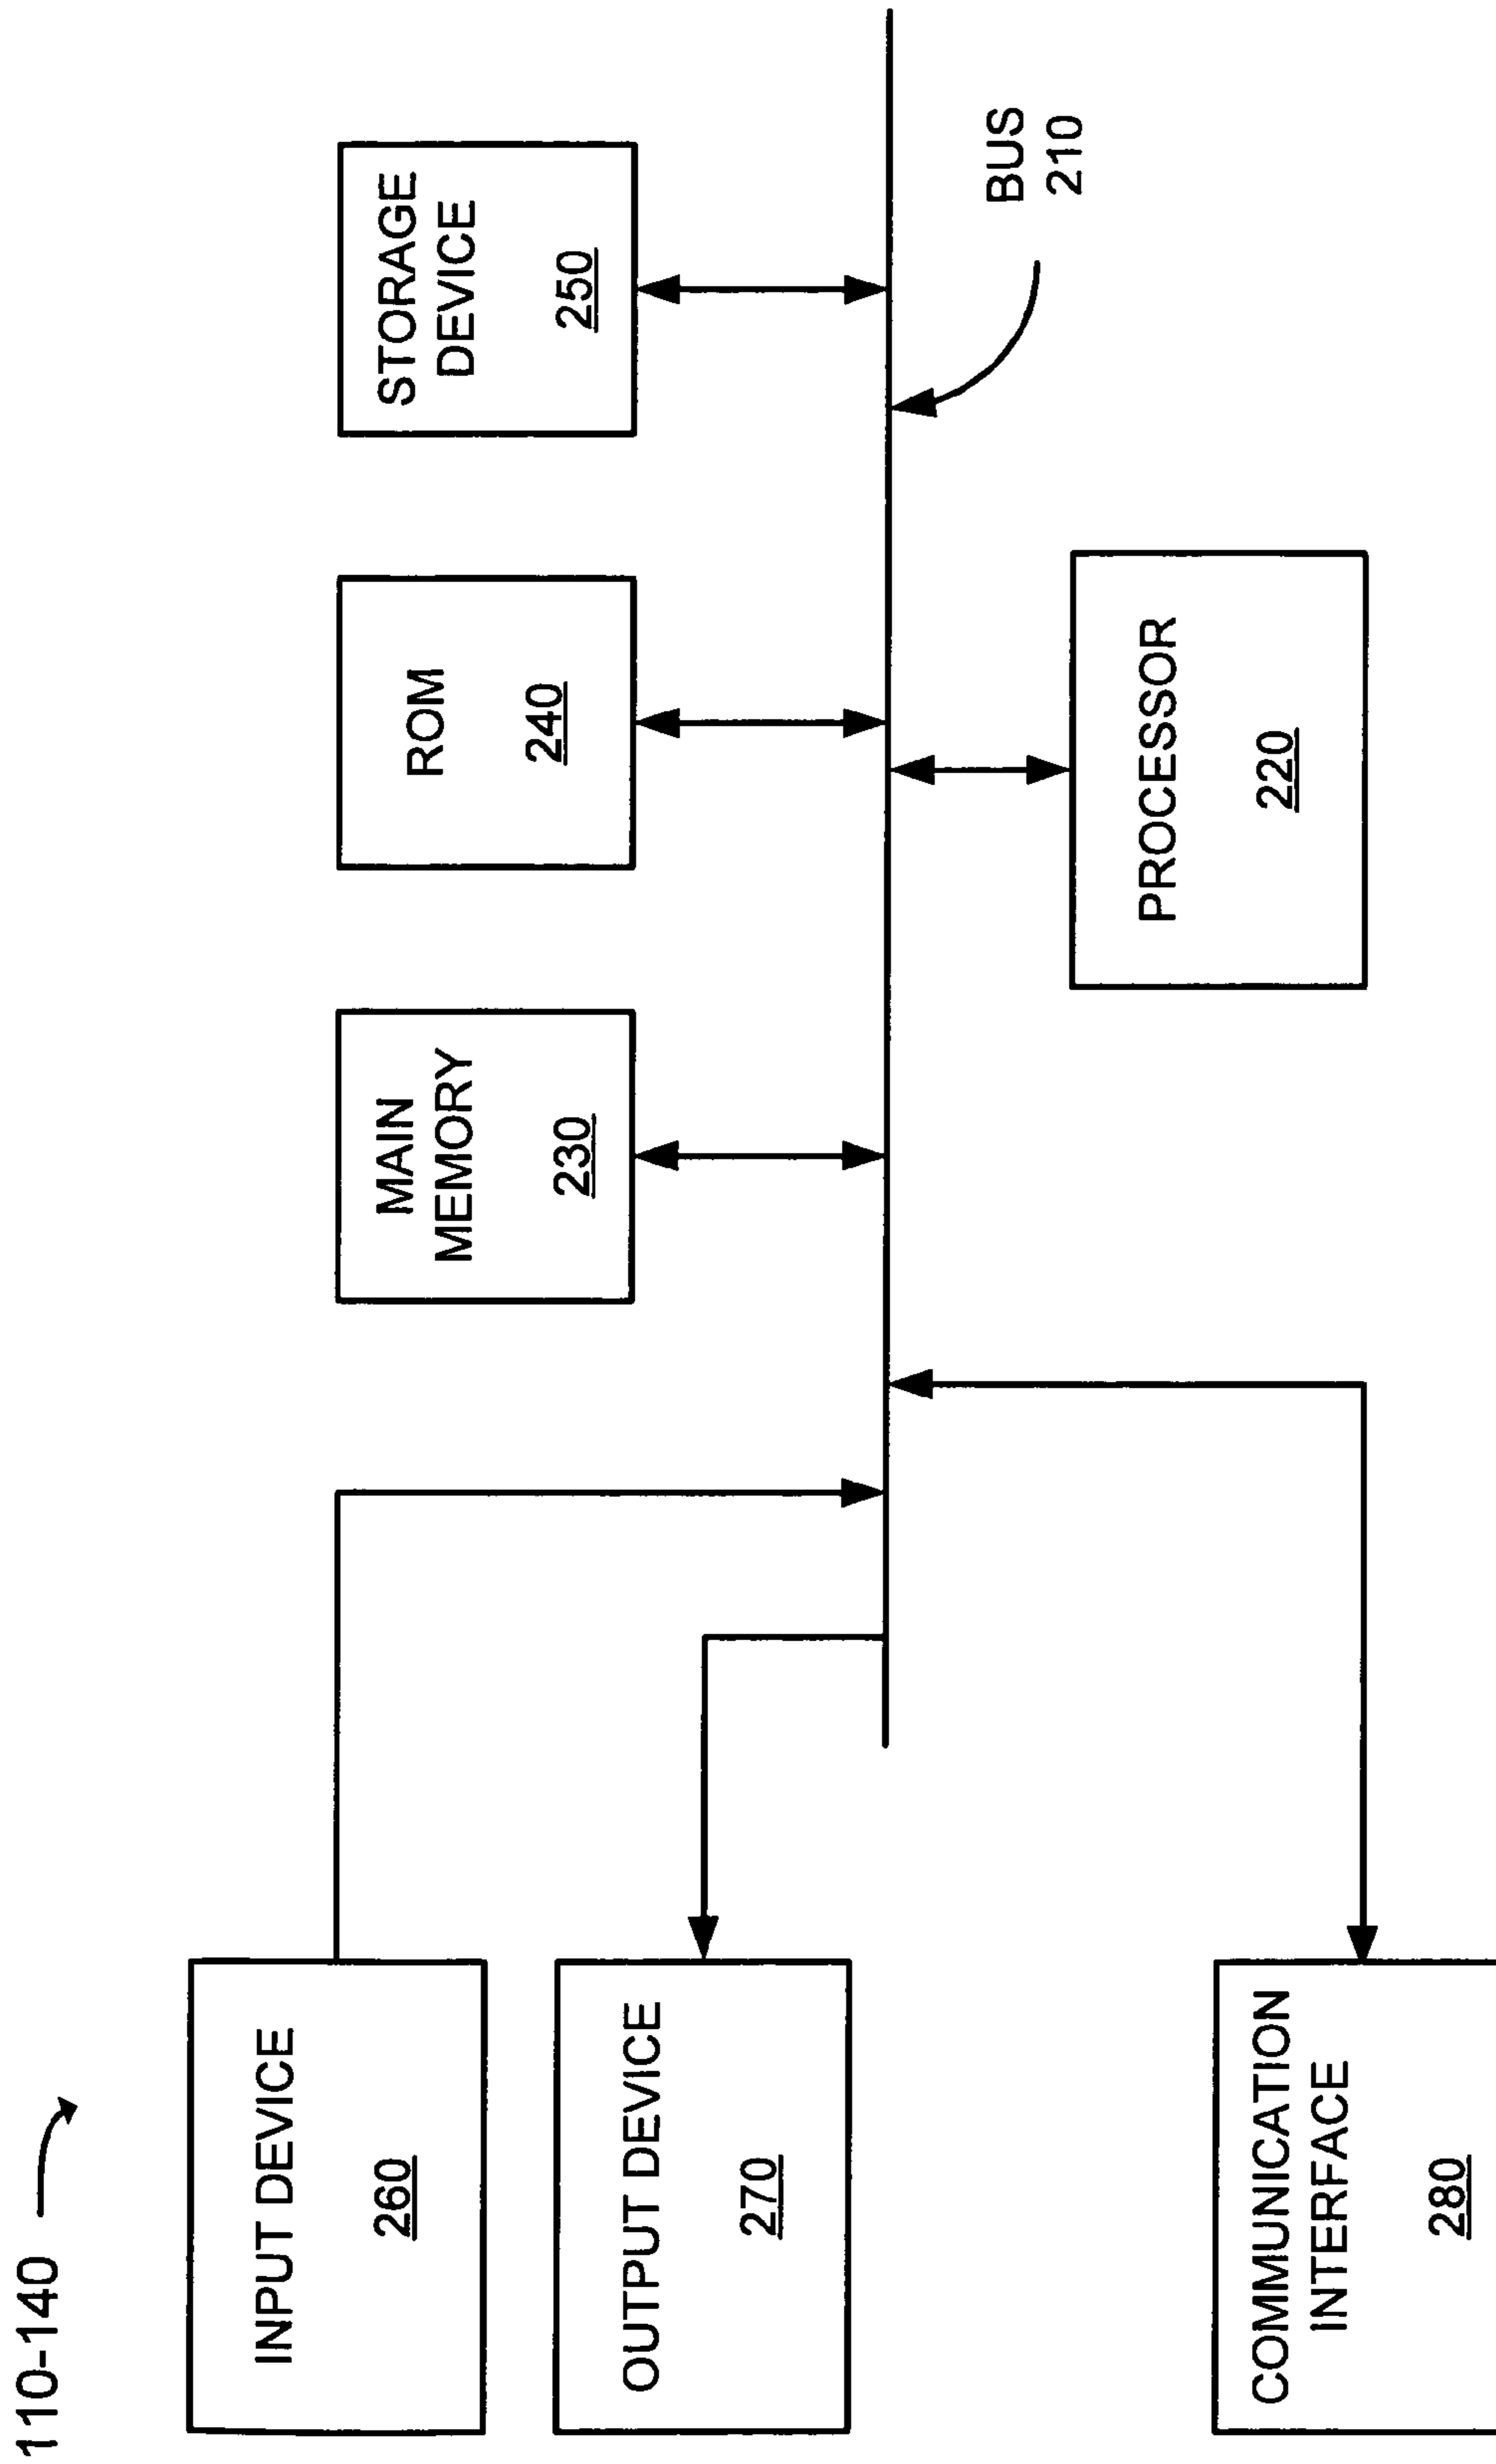 110-140
INPUT DEVICE
260
OUTPUT DEVICE
270
COMMUNICATION
INTERFACE
280
MAIN
MEMORY
230
ROM
240
STORAGE
DEVICE
250
BUS
210
PROCESSOR
220